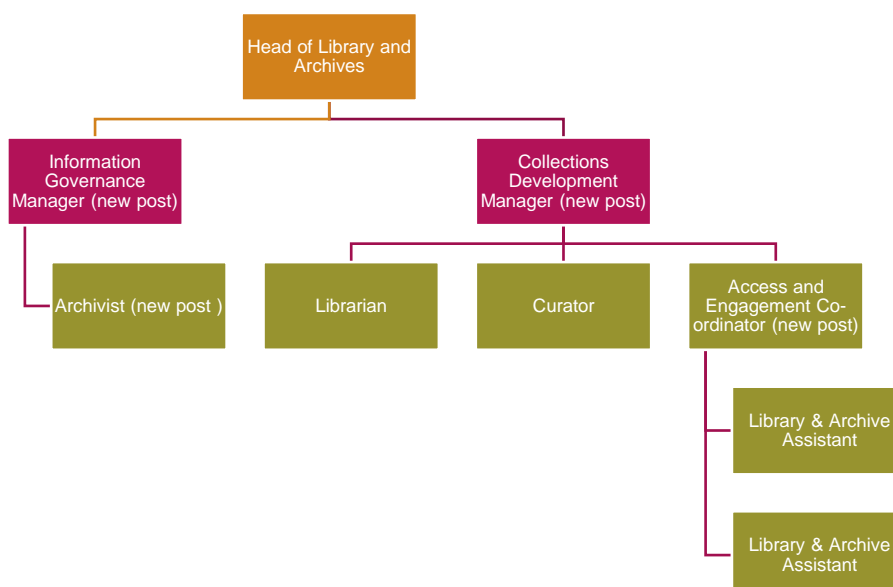 Head of Library and
Archives
Information
Governance
Manager (new post)
Collections
Development
Manager (new post)
Archivist (new post )
Librarian
Curator
Access and
Engagement Co-
ordinator (new post)
Library & Archive
Assistant
Library & Archive
Assistant